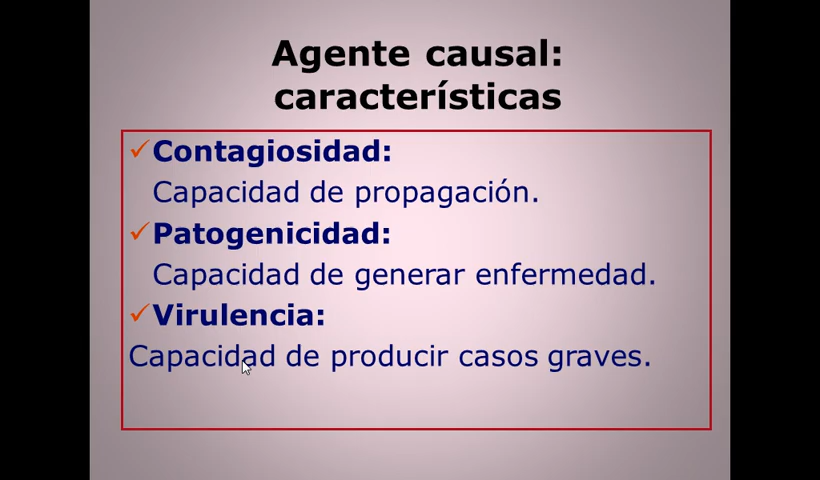 Agente causal:
características
✓Contagiosidad:
Capacidad de propagación.
✓Patogenicidad:
Capacidad de generar enfermedad.
✓Virulencia:
Capacidad de producir casos graves.